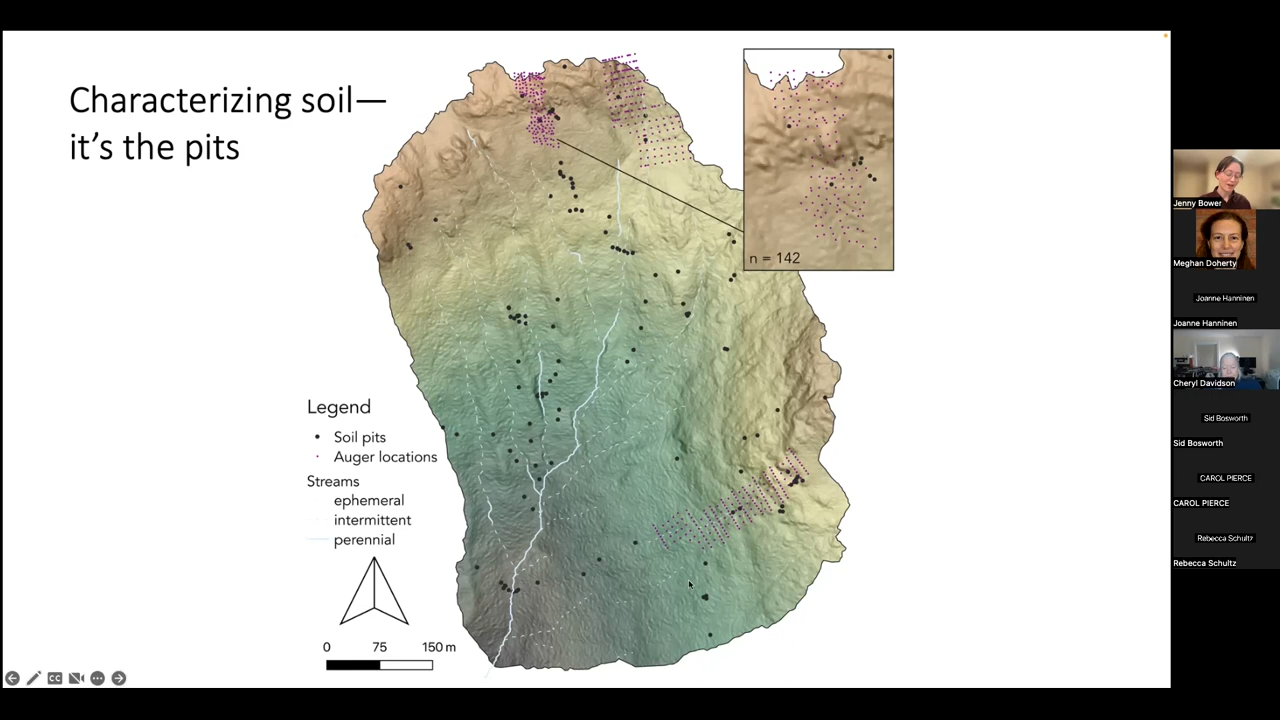 Characterizing soil—
it's the pits
n = 142
Legend
Soil pits
Auger locations
Streams
ephemeral
intermittent
perennial
0 75 150 m
CC
Jenny Bower
Meghan Doherty
Joanne Hanninen
Joanne Hanninen
Cheryl Davidson
Sid Bosworth
Sid Bosworth
CAROL PIERCE
CAROL PIERCE
Rebecca Schultz
Rebecca Schultz